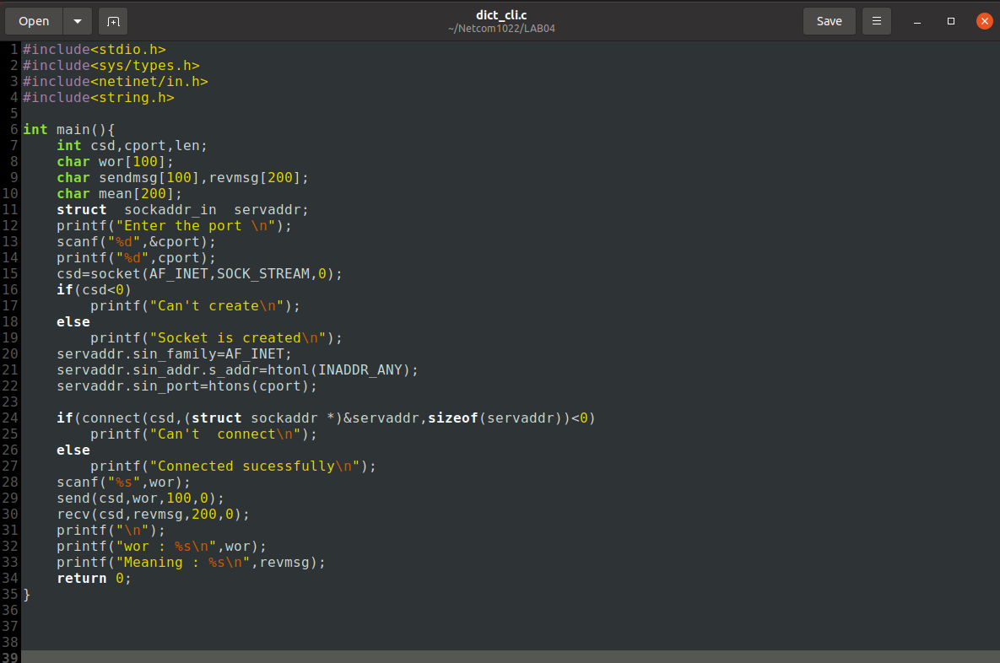 Open
dict_cli.c
~/Netcom1022/LAB04
Save
1 #include<stdio.h>
2 #include<sys/types.h>
3 #include<netinet/in.h>
4 #include<string.h>
5
6 int main(){
7     int csd,cport,len;
8     char wor[100];
9     char sendmsg[100],revmsg[200];
10     char mean[200];
11     struct  sockaddr_in  servaddr;
12     printf("Enter the port \n");
13     scanf("%d",&cport);
14     printf("%d",cport);
15     csd=socket(AF_INET,SOCK_STREAM,0);
16     if(csd<0)
17         printf("Can't create\n");
18     else
19         printf("Socket is created\n");
20     servaddr.sin_family=AF_INET;
21     servaddr.sin_addr.s_addr=htonl(INADDR_ANY);
22     servaddr.sin_port=htons(cport);
23
24     if(connect(csd,(struct sockaddr *)&servaddr,sizeof(servaddr))<0)
25         printf("Can't  connect\n");
26     else
27         printf("Connected sucessfully\n");
28     scanf("%s",wor);
29     send(csd,wor,100,0);
30     recv(csd,revmsg,200,0);
31     printf("\n");
32     printf("wor : %s\n",wor);
33     printf("Meaning : %s\n",revmsg);
34     return 0;
35 }
36
37
38
39